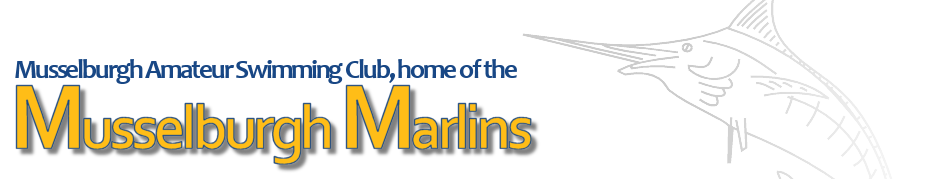 Musselburgh Amateur Swimming Club, home of the
Musselburgh Marlins